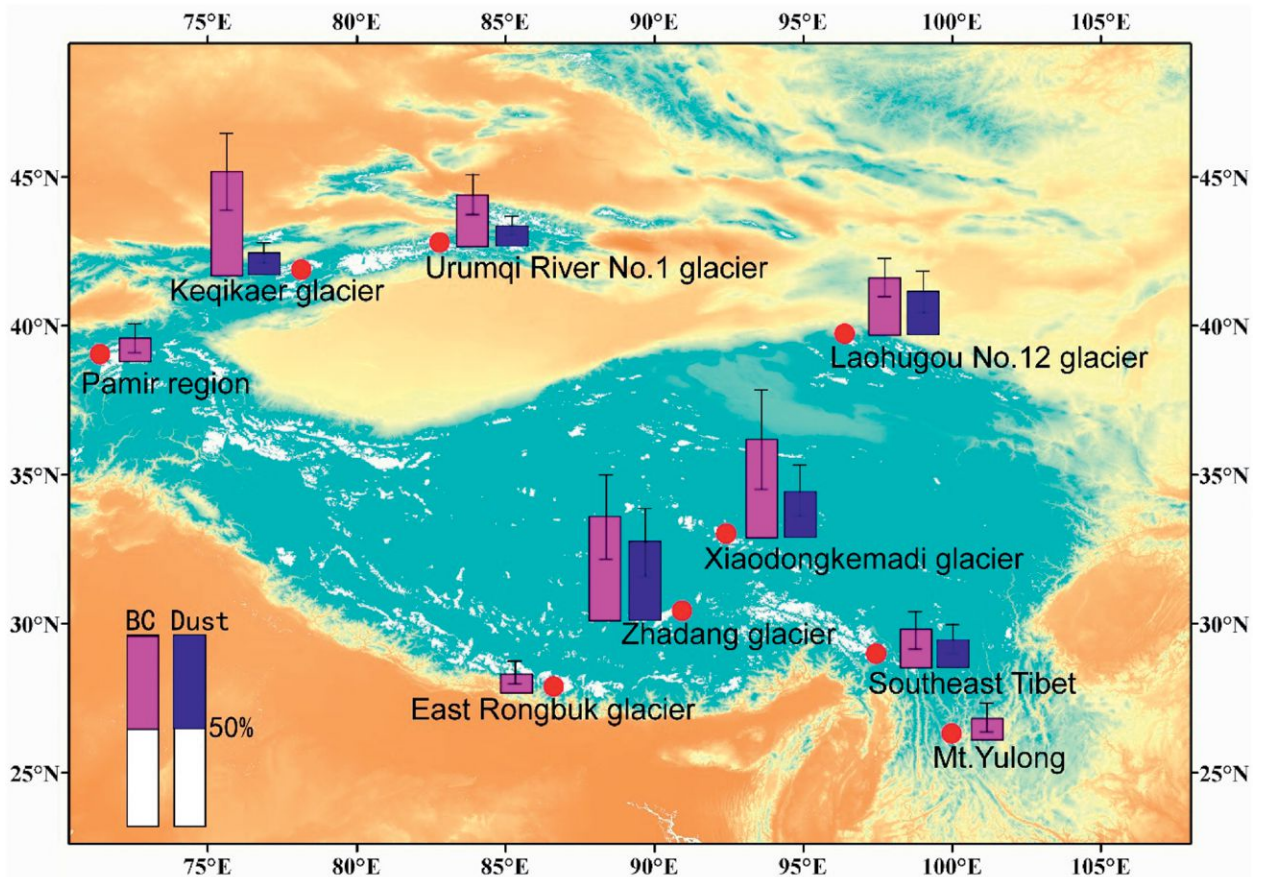 75°E 80°E 85°E 90°E 95°E 100°E 105°E
45°N 45°N
Urumqi River No.1 glacier
Keqikaer glacier
40°N 40°N
Laohugou No.12 glacier
Pamir region
35°N 35°N
Xiaodongkemadi glacier
30°N 30°N
BC Dust
Zhadang glacier
Southeast Tibet
East Rongbuk glacier
50%
Mt.Yulong
25°N 25°N
75°E 80°E 85°E 90°E 95°E 100°E 105°E